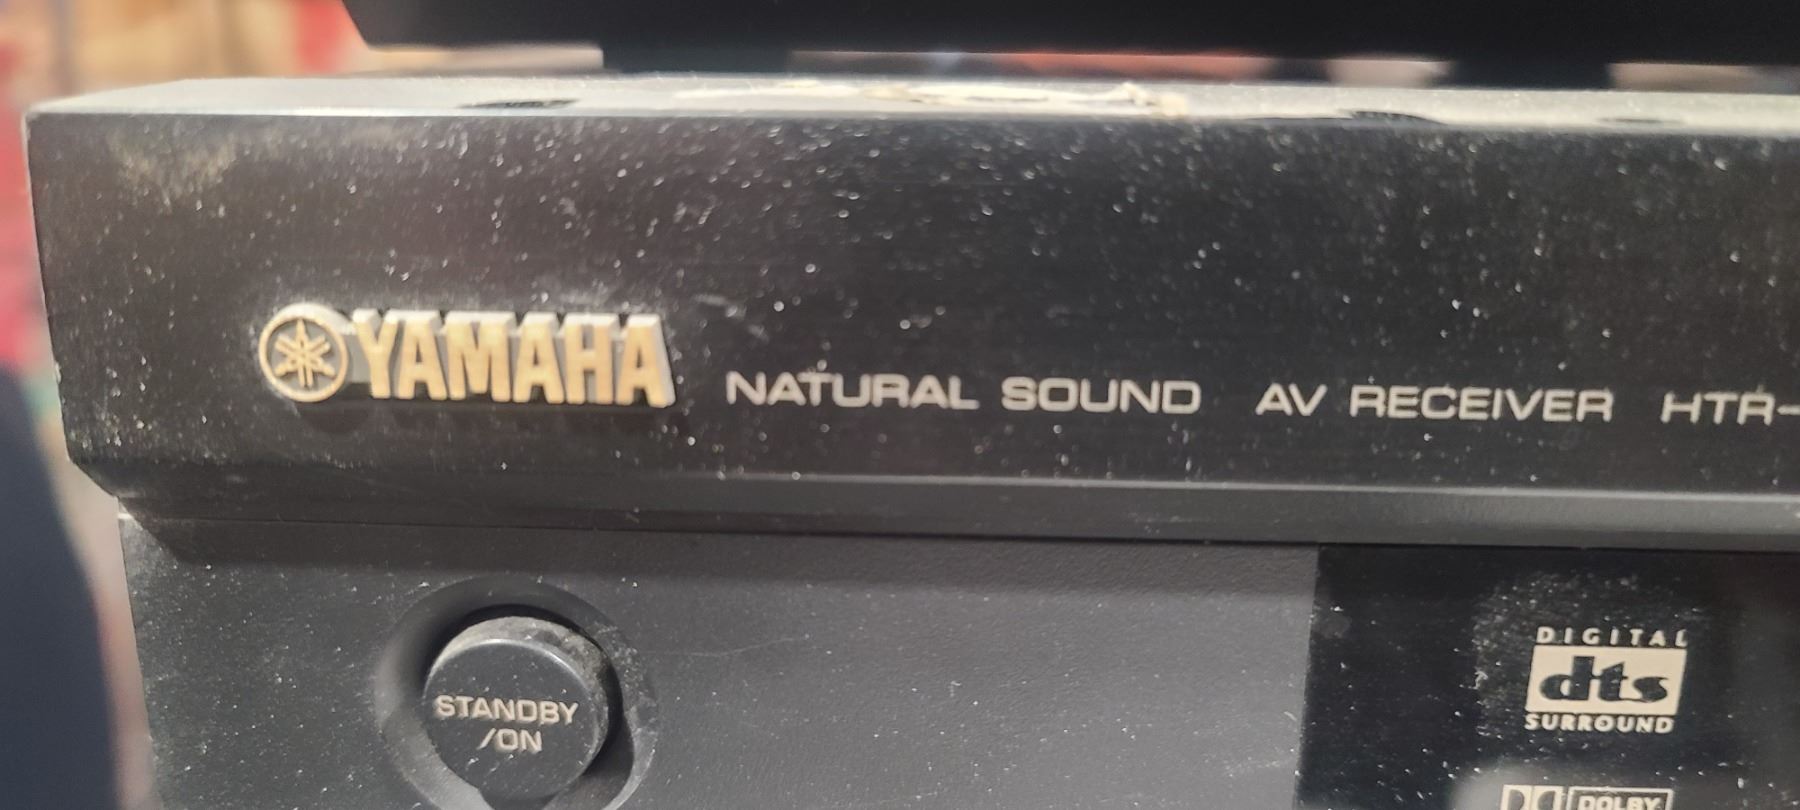 YAMAHA NATURAL SOUND AV RECEIVER HTR-
STANDBY
/ON
DIGITAL
dts
SURROUND
DOLBY